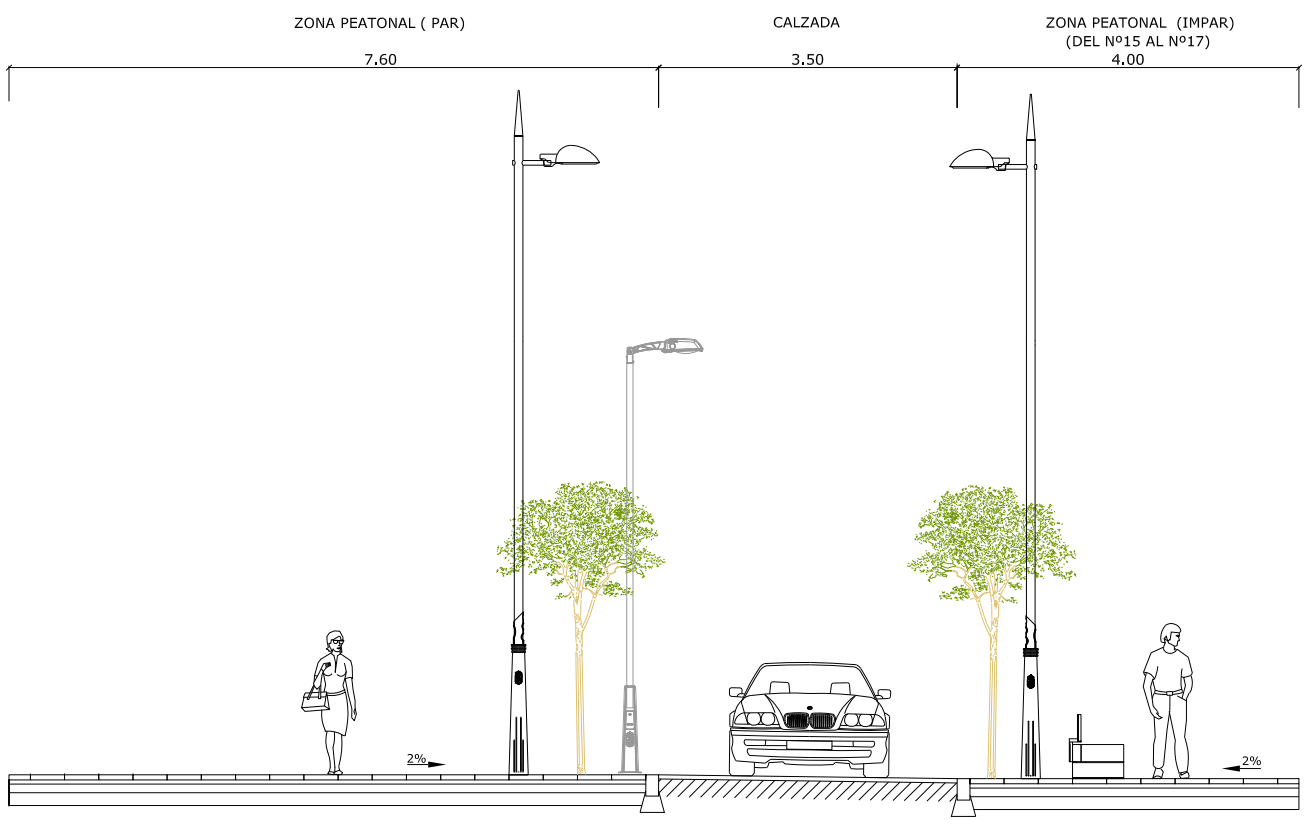 ZONA PEATONAL ( PAR)
7.60
CALZADA
3.50
ZONA PEATONAL (IMPAR)
(DEL Nº15 AL Nº17)
4.00
2%
2%